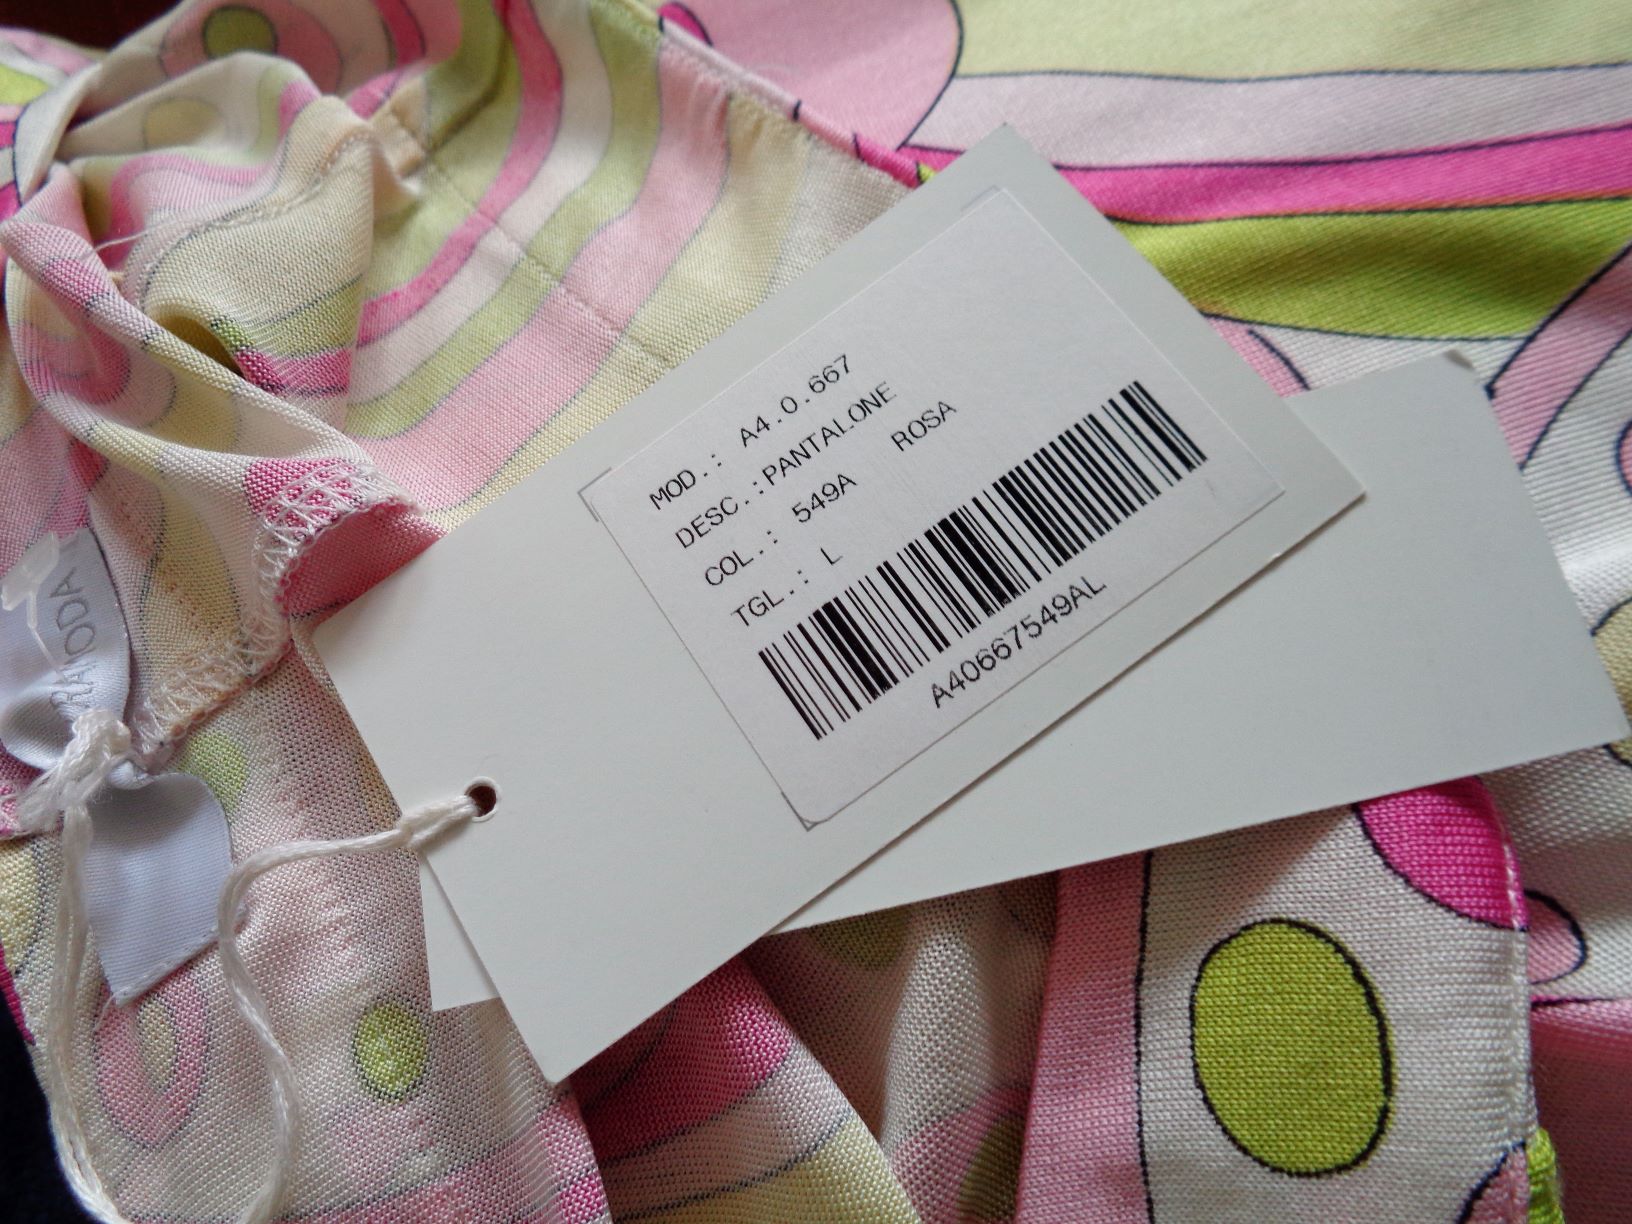 MOD.: A4.0.667
DESC.:PANTALONE
COL.: 549A ROSA
TGL.: L
A40667549AL